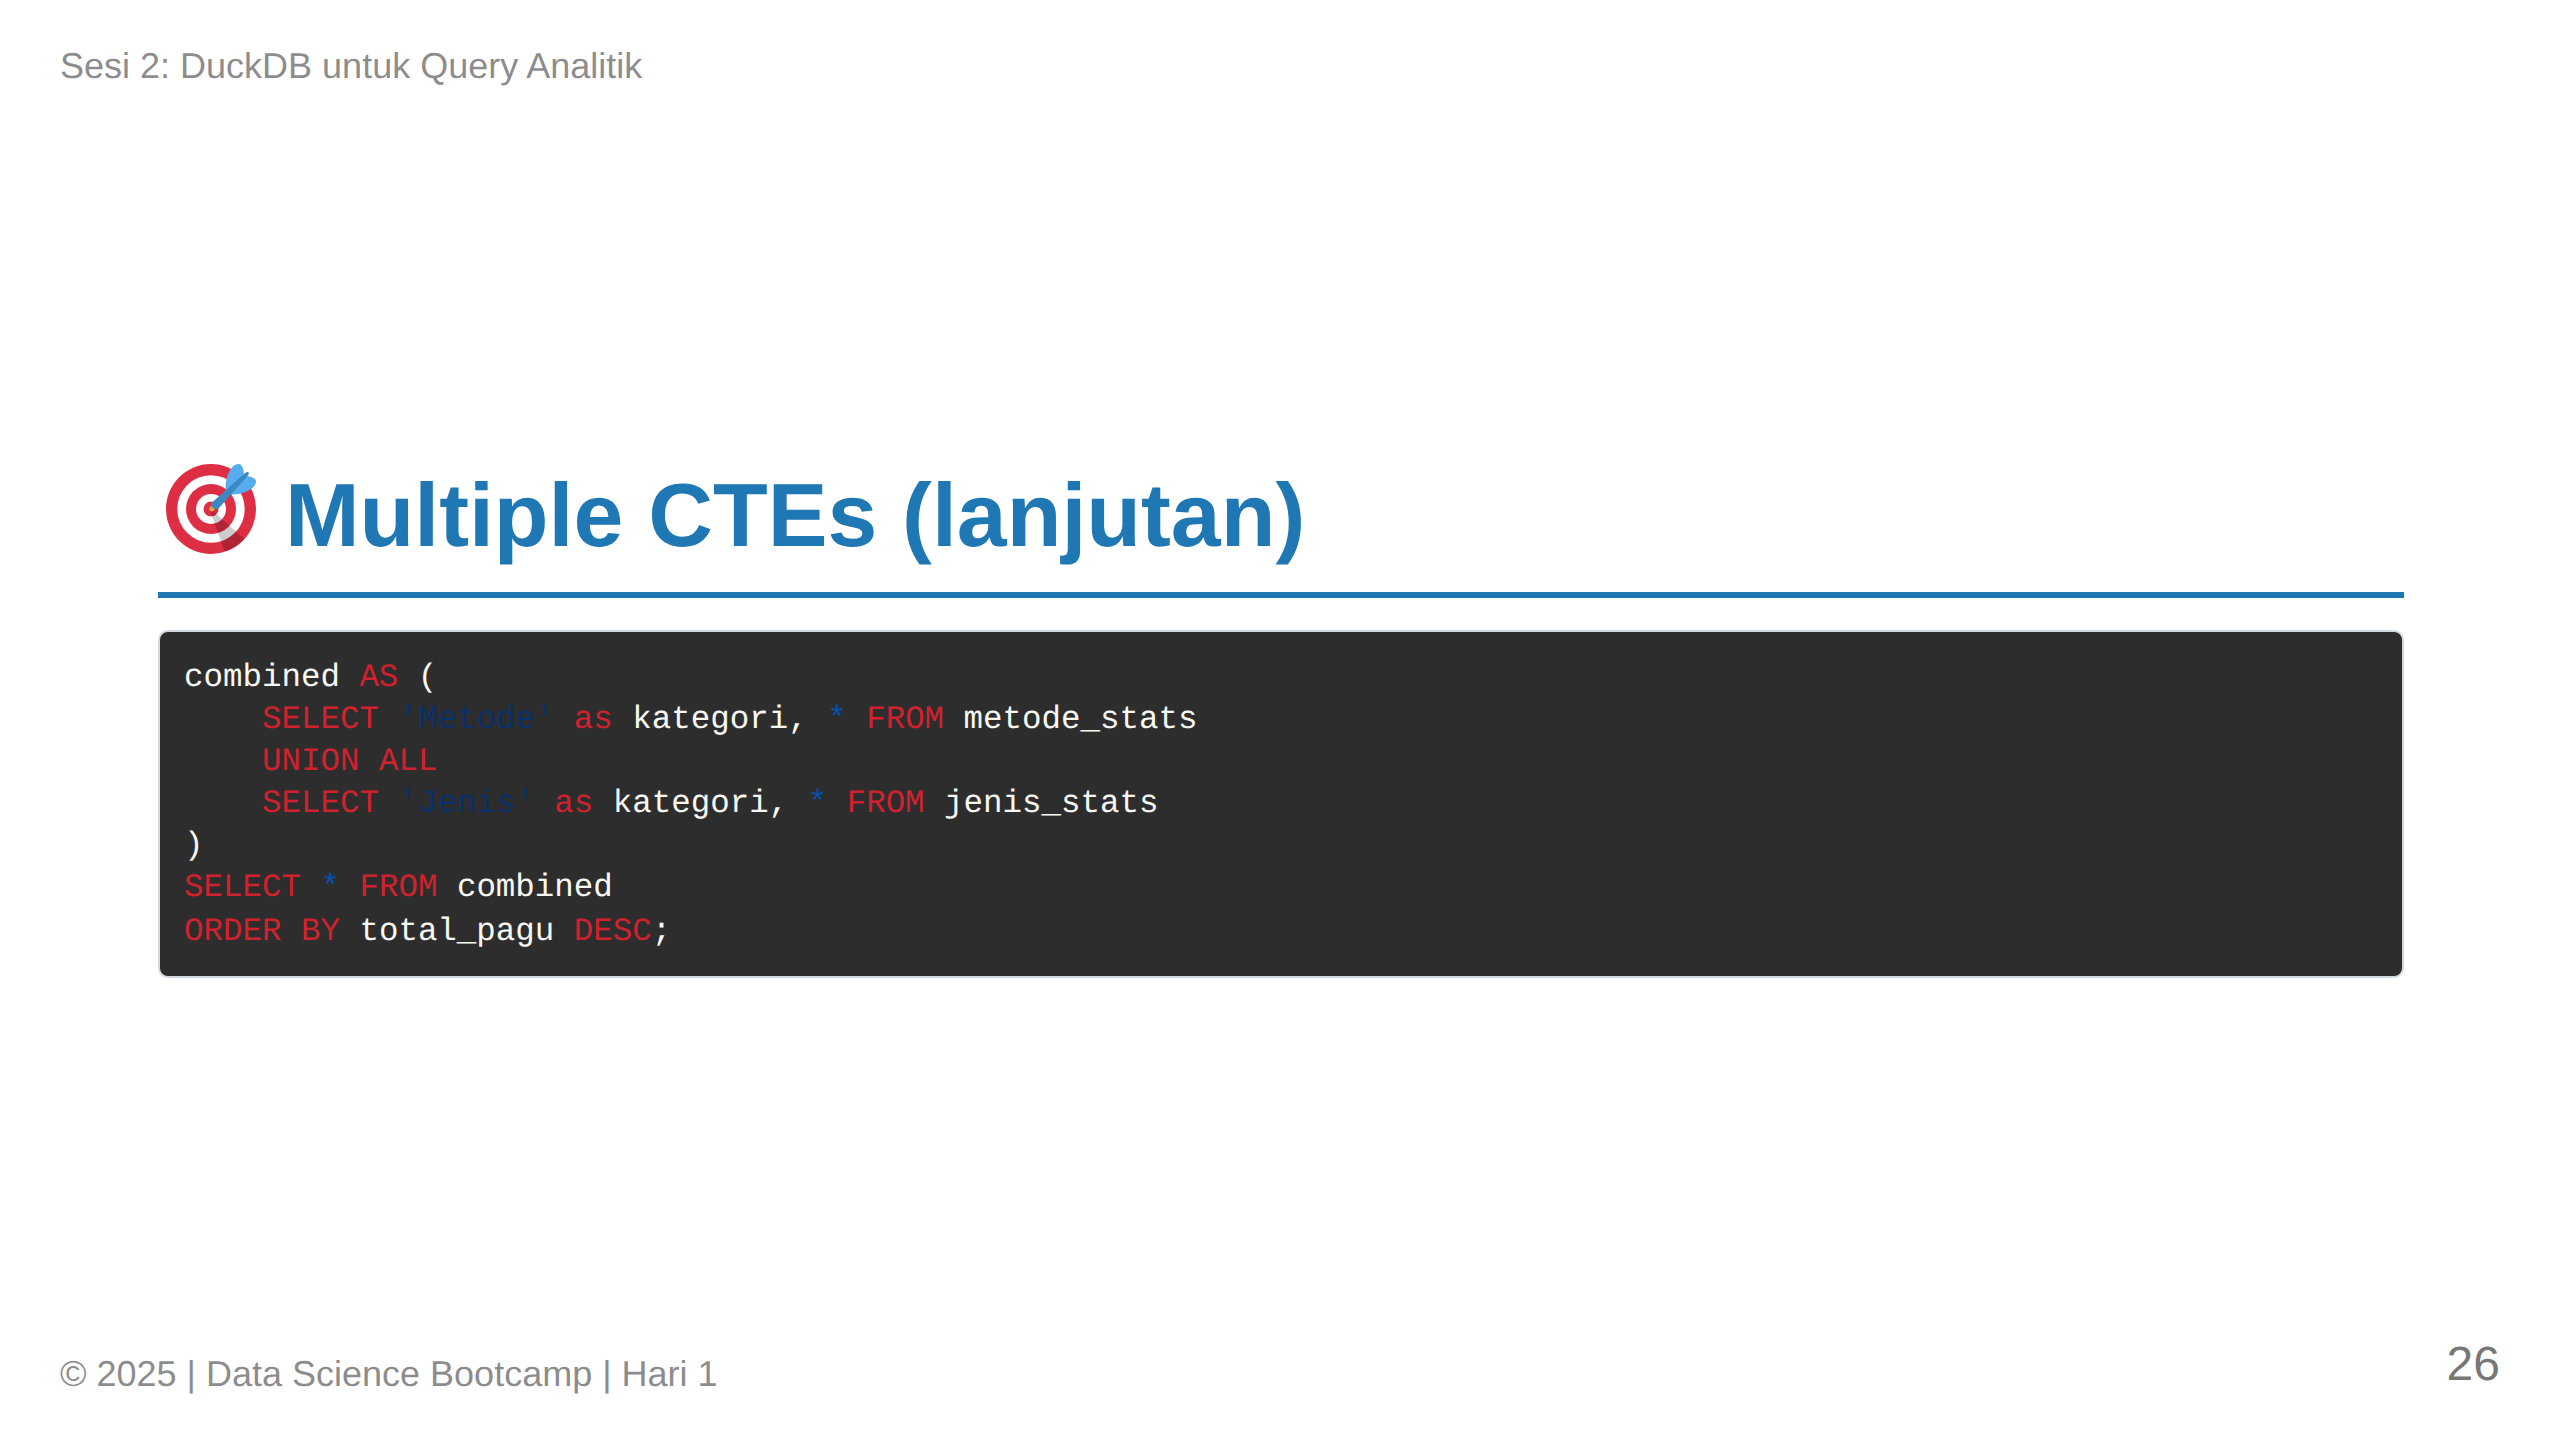 Sesi 2: DuckDB untuk Query Analitik
🎯 Multiple CTEs (lanjutan)
combined AS (
    SELECT 'Metode' as kategori, * FROM metode_stats
    UNION ALL
    SELECT 'Jenis' as kategori, * FROM jenis_stats
)
SELECT * FROM combined
ORDER BY total_pagu DESC;
© 2025 | Data Science Bootcamp | Hari 1
26